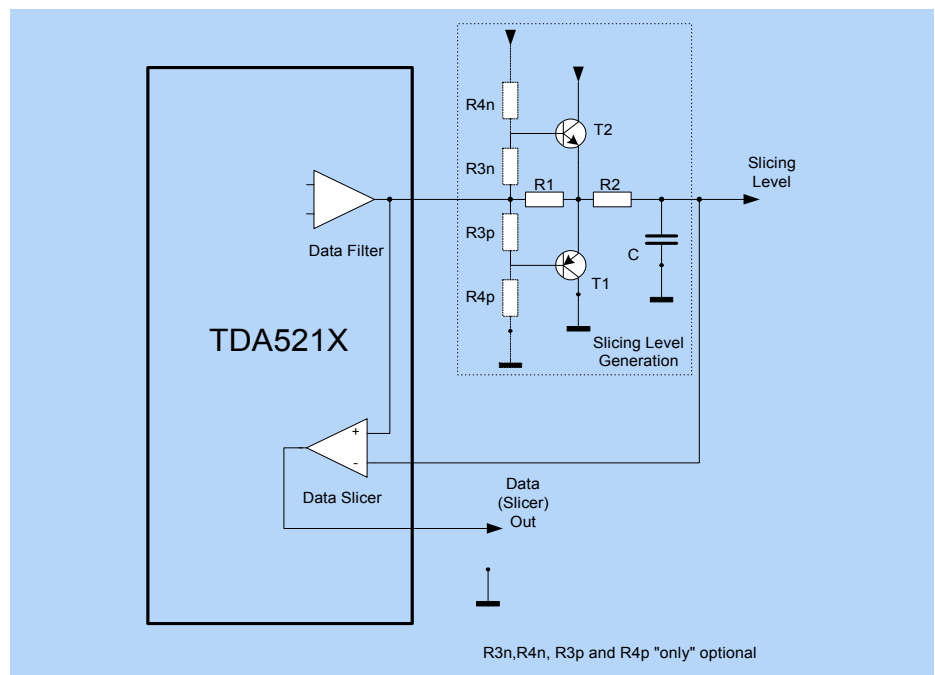 R4n
T2
R3n
Slicing
Level
R1
R2
R3p
Data Filter
C
T1
R4p
TDA521X
Slicing Level
Generation
+
-
Data
(Slicer)
Out
Data Slicer
R3n,R4n, R3p and R4p "only" optional